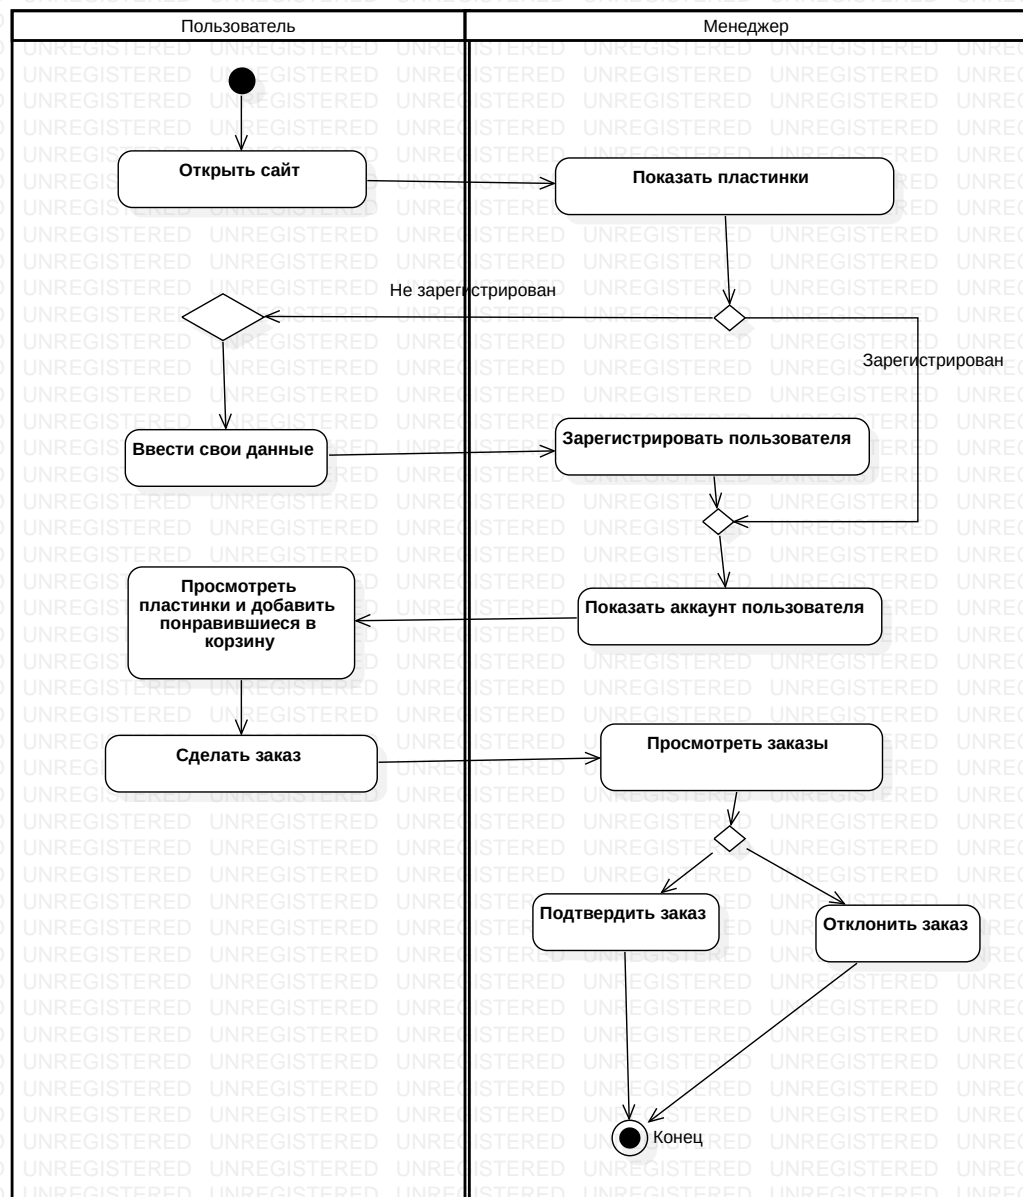 Пользователь
Менеджер
Открыть сайт
Показать пластинки
Не зарегистрирован
Зарегистрирован
Ввести свои данные
Зарегистрировать пользователя
Просмотреть
пластинки и добавить
понравившиеся в
корзину
Показать аккаунт пользователя
Сделать заказ
Просмотреть заказы
Подтвердить заказ
Отклонить заказ
Конец
UNREGISTERED